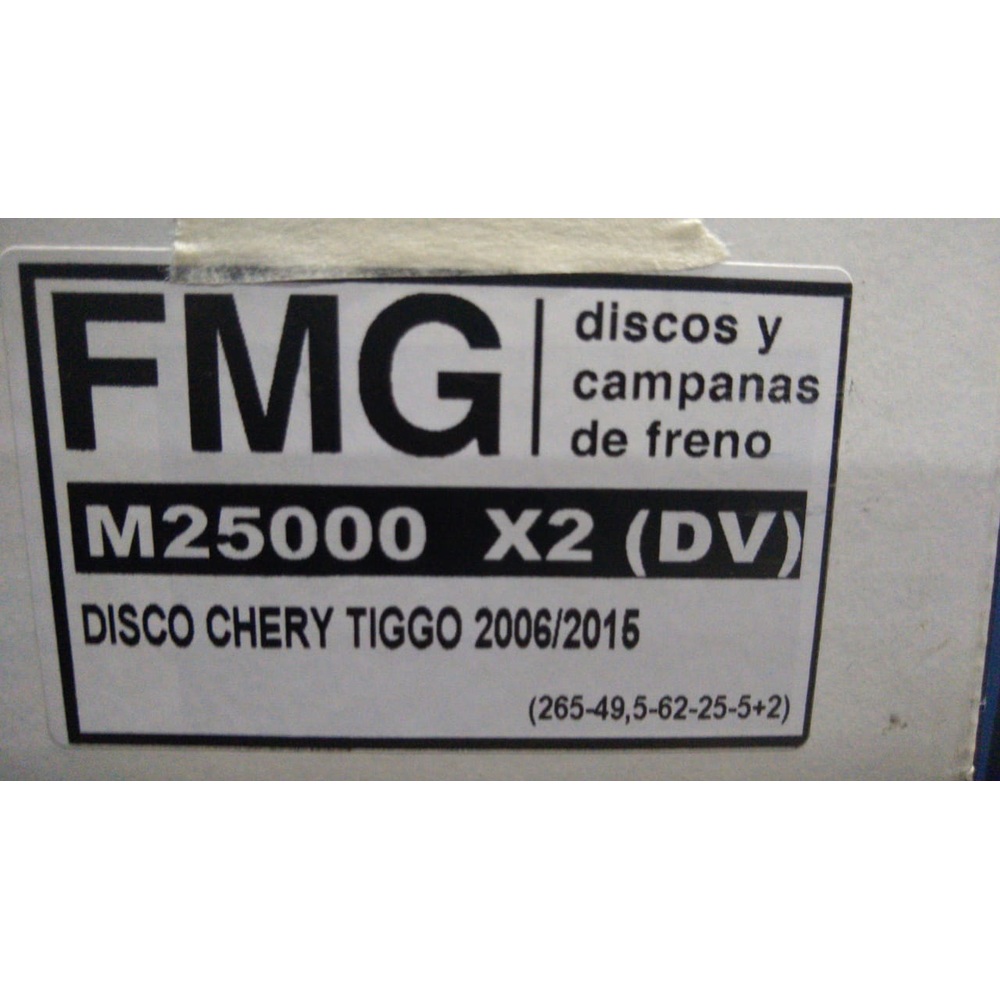 FMG
discos y
campanas
de freno
M25000 X2 (DV)
DISCO CHERY TIGGO 2006/2015
(265-49,5-62-25-5+2)